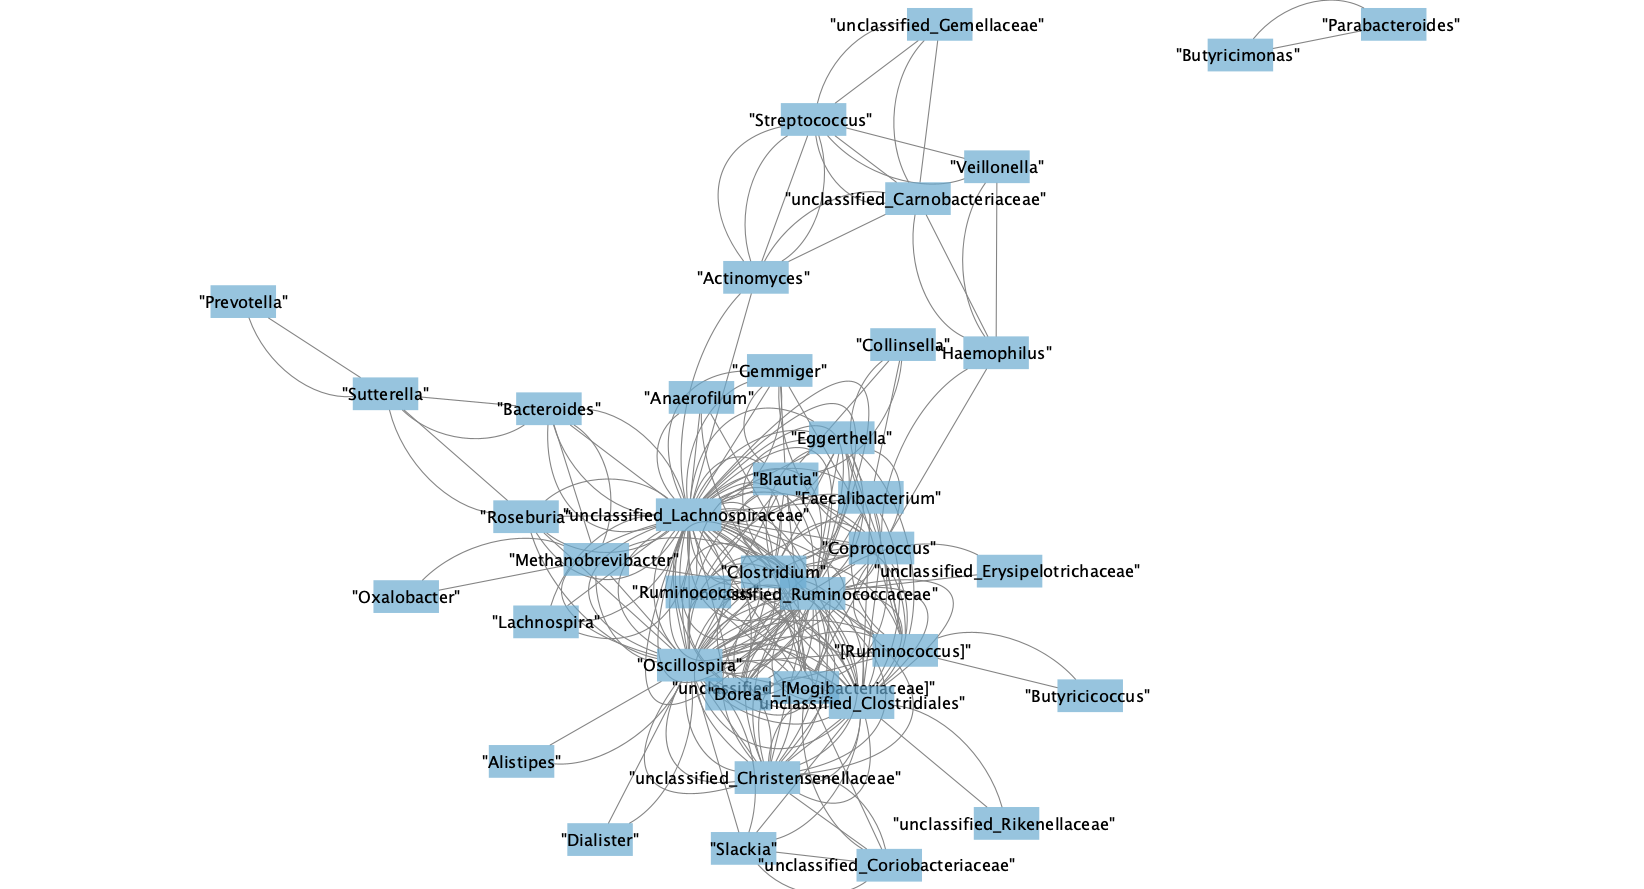 "unclassified_Gemellaceae"
"Parabacteroides"
"Butyricimonas"
"Streptococcus"
"Veillonella"
"unclassified_Carnobacteriaceae"
"Actinomyces"
"Prevotella"
"Collinsella"
"Haemophilus"
"Gemmiger"
"Sutterella"
"Anaerofilum"
"Bacteroides"
"Eggerthella"
"Blautia"
"Faecalibacterium"
"Roseburia"
"unclassified_Lachnospiraceae"
"Coprococcus"
"Methanobrevibacter"
"Clostridium"
"unclassified_Erysipelotrichaceae"
"Ruminococcus"
"unclassified_Ruminococcaceae"
"Oxalobacter"
"Lachnospira"
"[Ruminococcus]"
"Oscillospira"
"unclassified_[Mogibacteriaceae]"
"Dorea"
"Butyricicoccus"
"unclassified_Clostridiales"
"Alistipes"
"unclassified_Christensenellaceae"
"unclassified_Rikenellaceae"
"Dialister"
"Slackia"
"unclassified_Coriobacteriaceae"